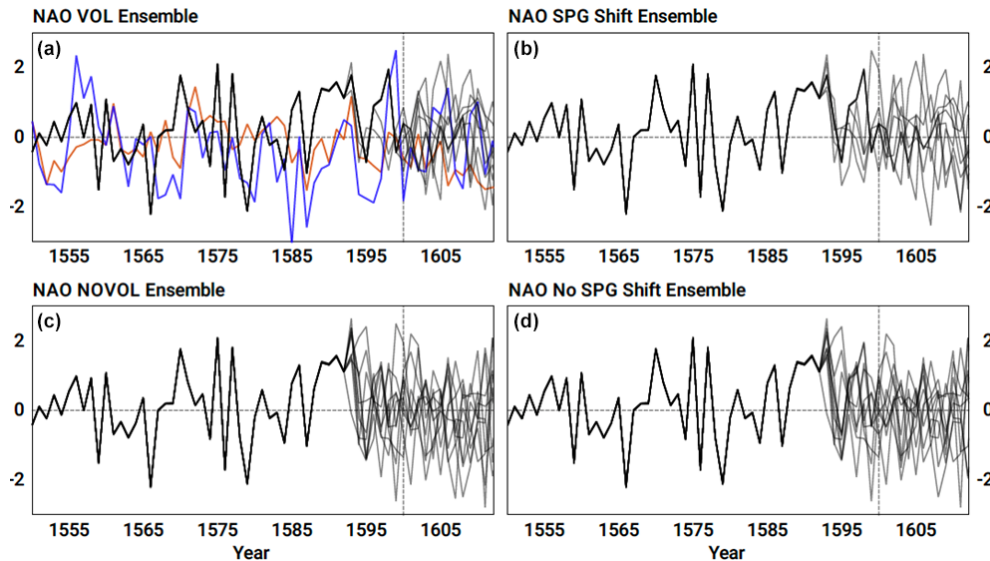 NAO VOL Ensemble
NAO SPG Shift Ensemble
(a)
(b)
2
0
-2
2
0
-2
1555 1565 1575 1585 1595 1605
1555 1565 1575 1585 1595 1605
NAO NOVOL Ensemble
NAO No SPG Shift Ensemble
(c)
(d)
2
0
-2
2
0
-2
1555 1565 1575 1585 1595 1605
1555 1565 1575 1585 1595 1605
Year
Year